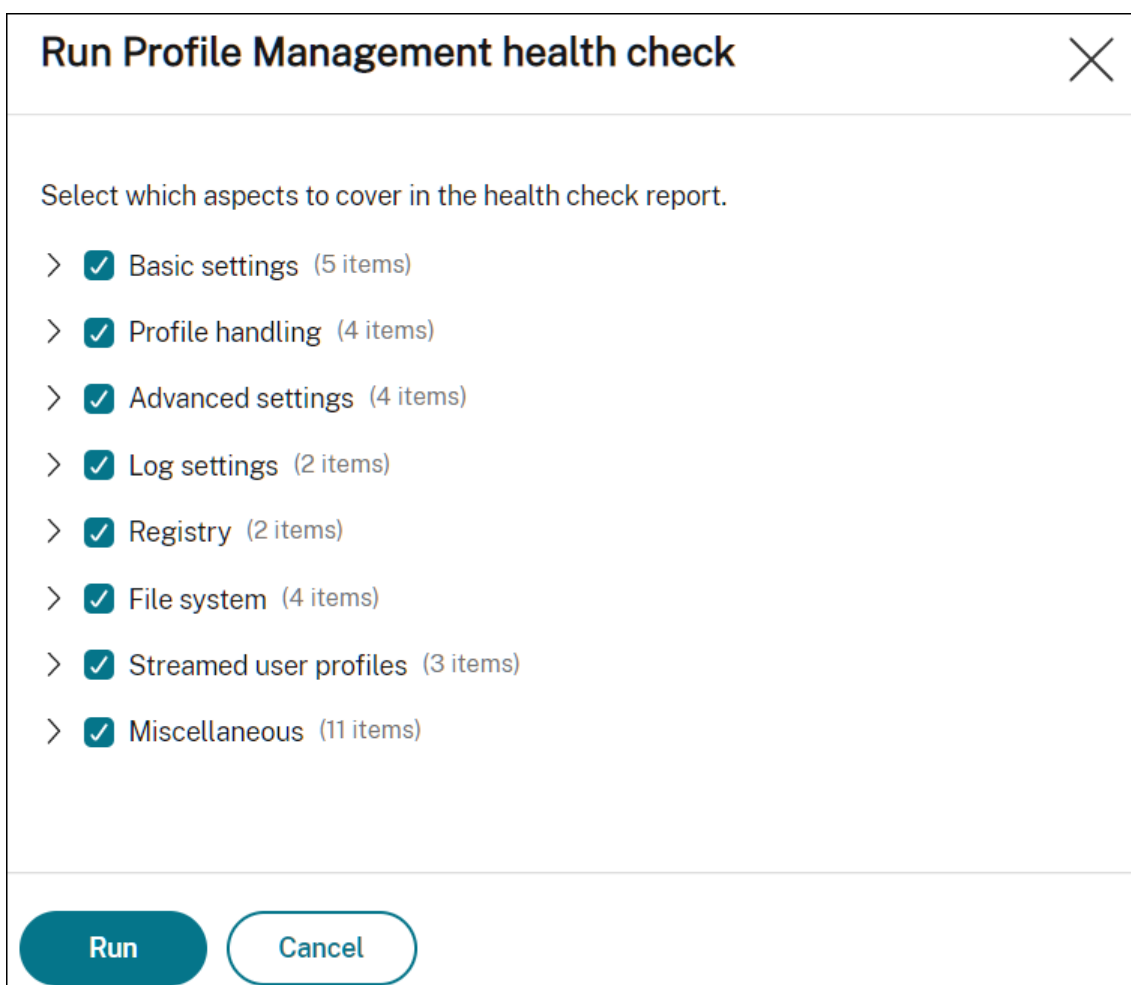 Run Profile Management health check
Select which aspects to cover in the health check report.
Basic settings (5 items)
Profile handling (4 items)
Advanced settings (4 items)
Log settings (2 items)
Registry (2 items)
File system (4 items)
Streamed user profiles (3 items)
Miscellaneous (11 items)
Run Cancel